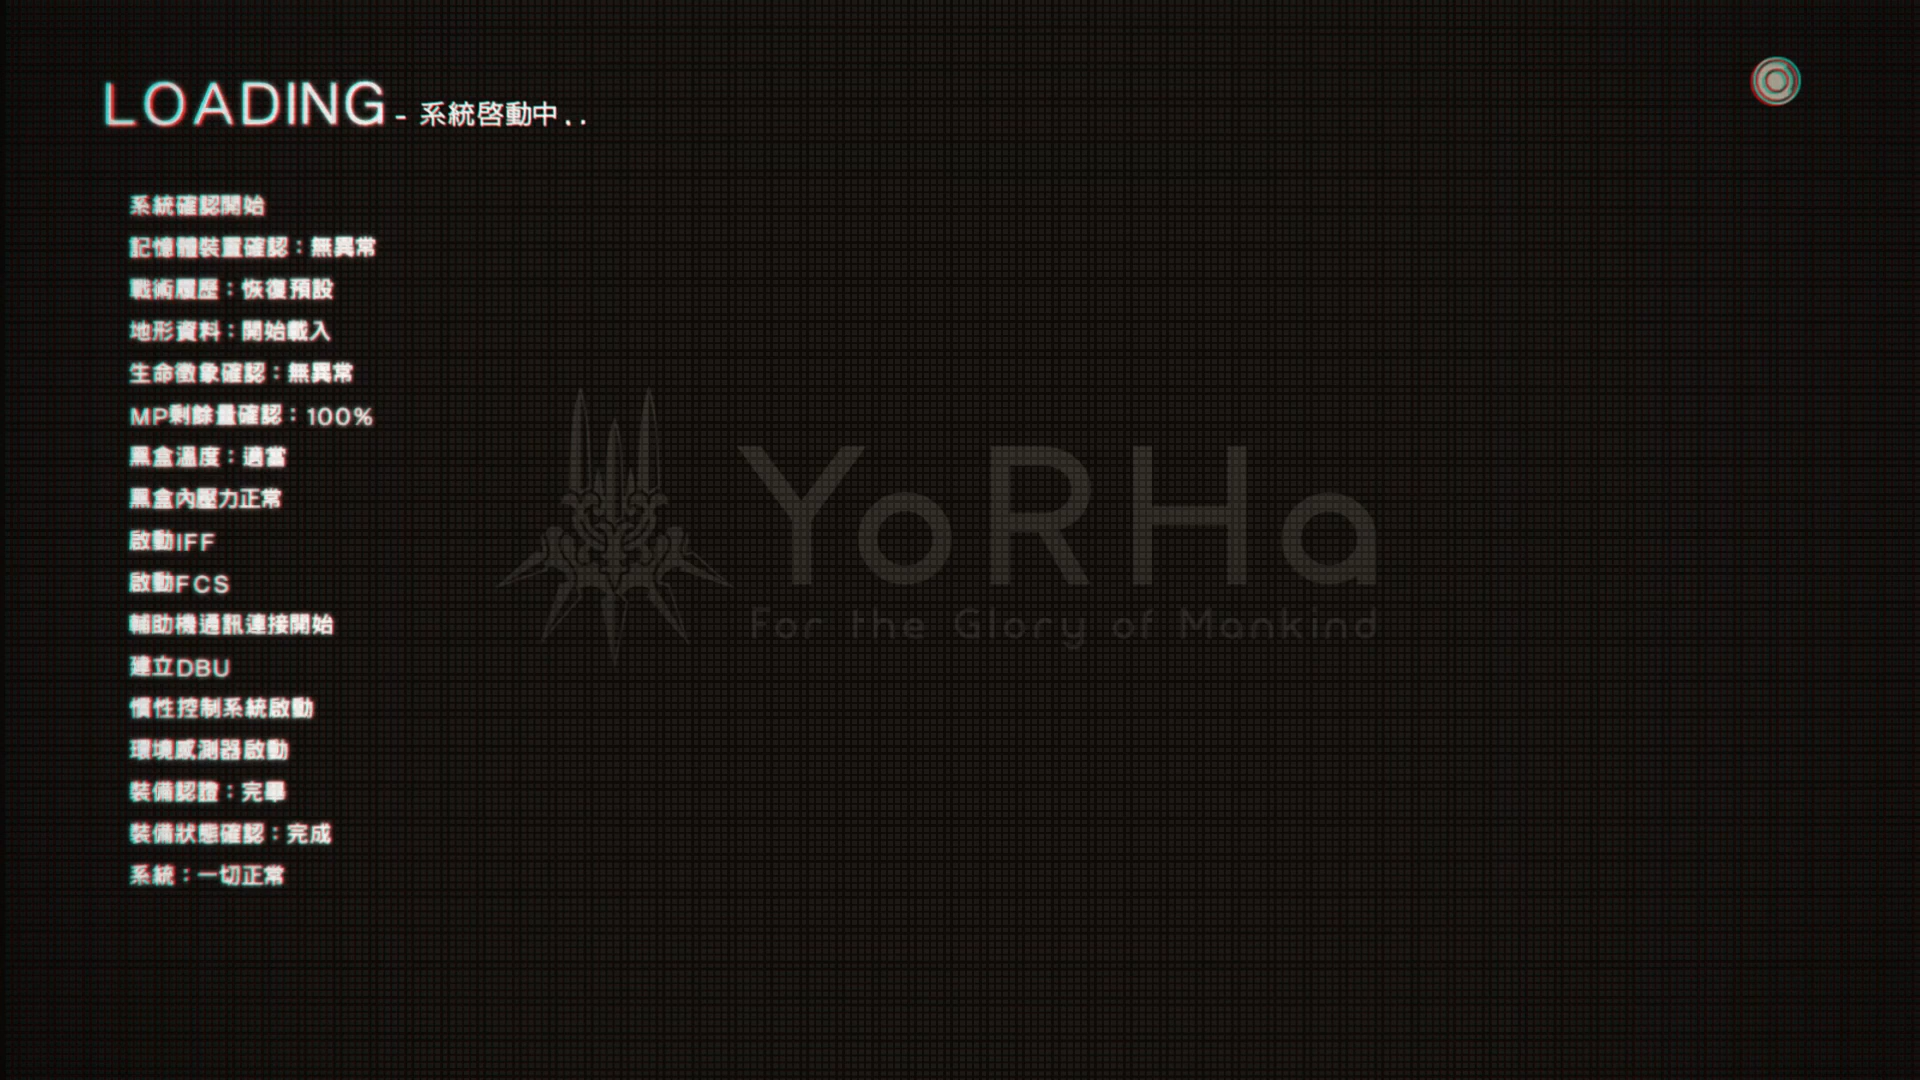 LOADING - 系統啓動中..
系統確認開始
記憶體裝置確認：無異常
戰術履歷：恢復預設
地形資料：開始載入
生命徵象確認：無異常
MP剩餘量確認：100%
黑盒溫度：適當
黑盒內壓力正常
啟動IFF
啟動FCS
輔助機通訊連接開始
建立DBU
慣性控制系統啟動
環境感測器啟動
裝備認證：完畢
裝備狀態確認：完成
系統：一切正常
YoRHa
For the Glory of Mankind